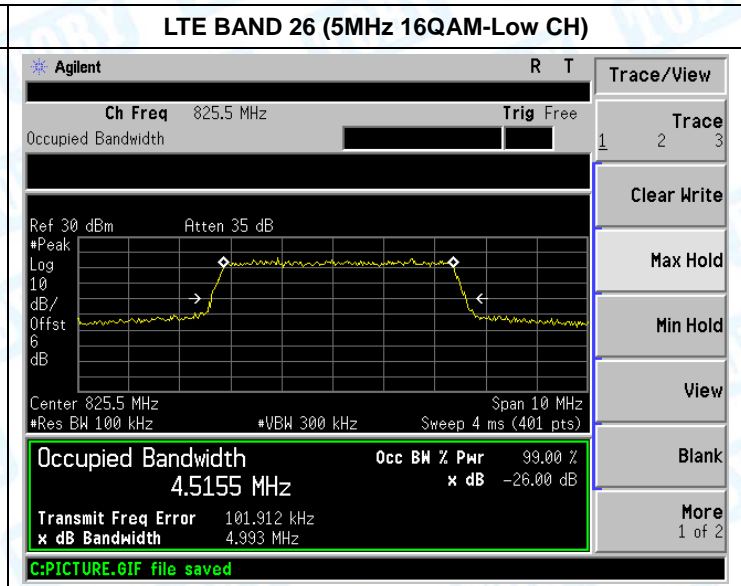 LTE BAND 26 (5MHz 16QAM-Low CH)
Agilent R T
Ch Freq 825.5 MHz Trig Free
Occupied Bandwidth
Ref 30 dBm Atten 35 dB
#Peak
Log
10
dB/
Offst
6
dB
Center 825.5 MHz Span 10 MHz
#Res BW 100 kHz #VBW 300 kHz Sweep 4 ms (401 pts)
Occupied Bandwidth Occ BW % Pwr 99.00 %
4.5155 MHz x dB -26.00 dB
Transmit Freq Error 101.912 kHz
x dB Bandwidth 4.993 MHz
C:PICTURE.GIF file saved
Trace/View
Trace
1 2 3
Clear Write
Max Hold
Min Hold
View
Blank
More
1 of 2